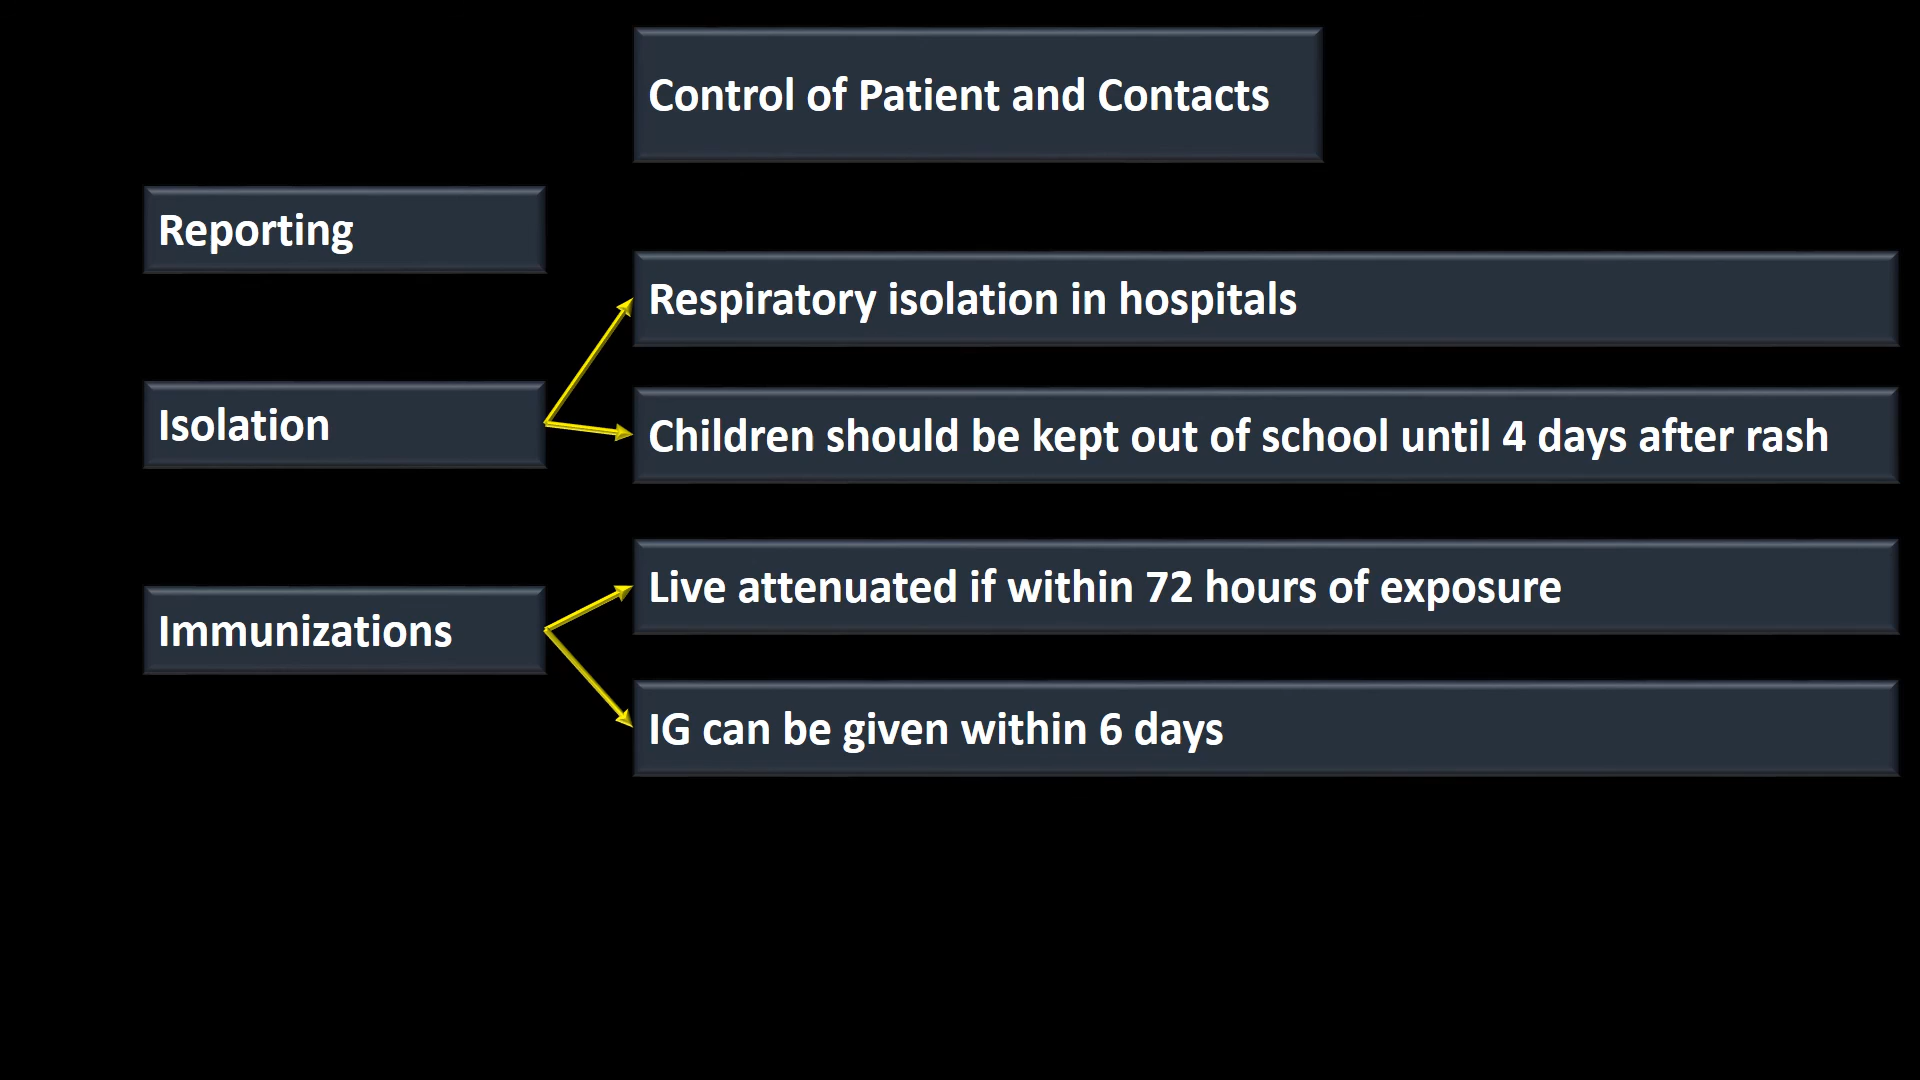 Control of Patient and Contacts
Reporting
Isolation
Respiratory isolation in hospitals
Children should be kept out of school until 4 days after rash
Immunizations
Live attenuated if within 72 hours of exposure
IG can be given within 6 days